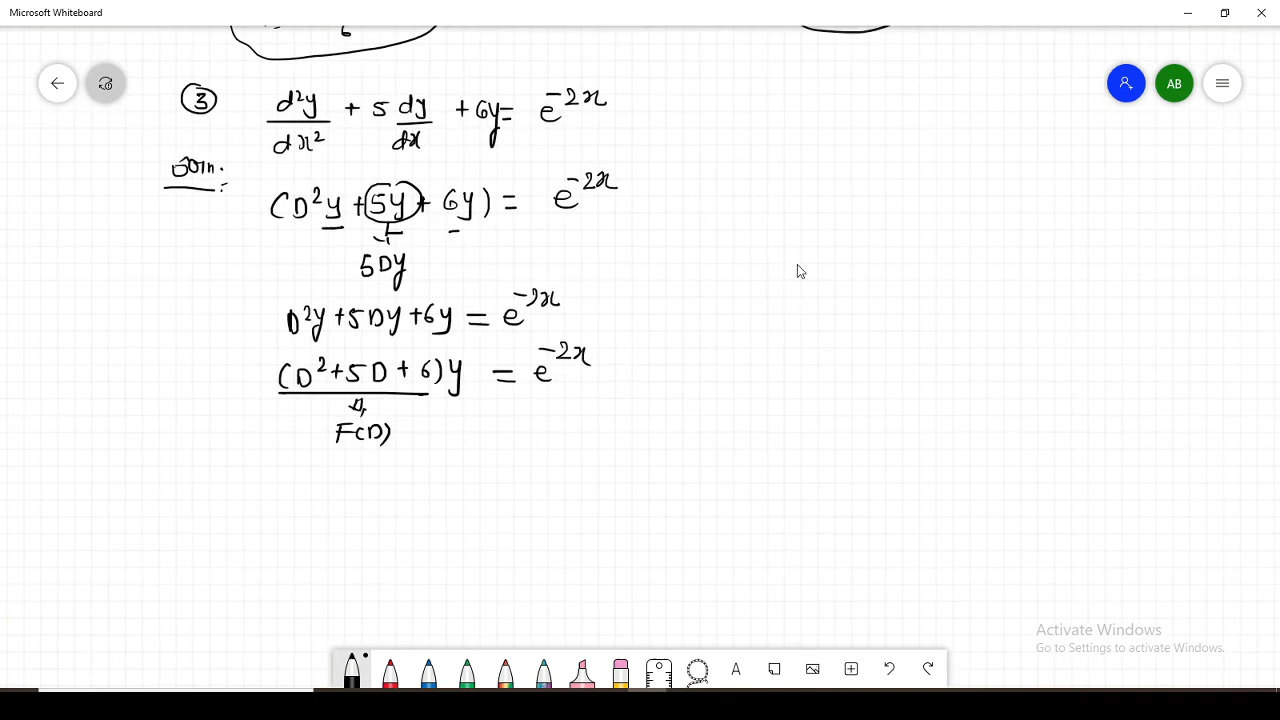 Microsoft Whiteboard
6
③ d²y/dx² + 5 dy/dx + 6y = e^-2x
Soln. :
(D²y + 5y + 6y) = e^-2x
5Dy
D²y + 5Dy + 6y = e^-2x
(D² + 5D + 6)y = e^-2x
F(D)
AB
Activate Windows
Go to Settings to activate Windows.
A